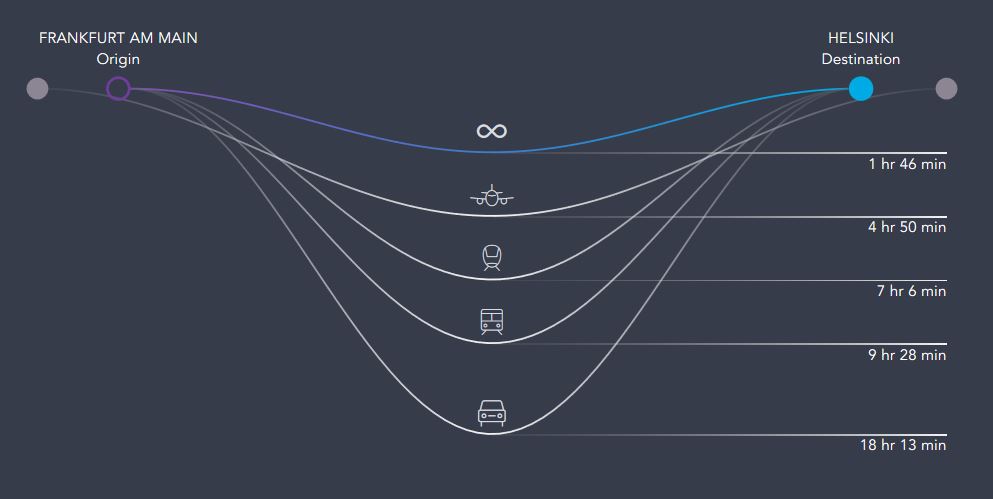 FRANKFURT AM MAIN
Origin
HELSINKI
Destination
1 hr 46 min
4 hr 50 min
7 hr 6 min
9 hr 28 min
18 hr 13 min